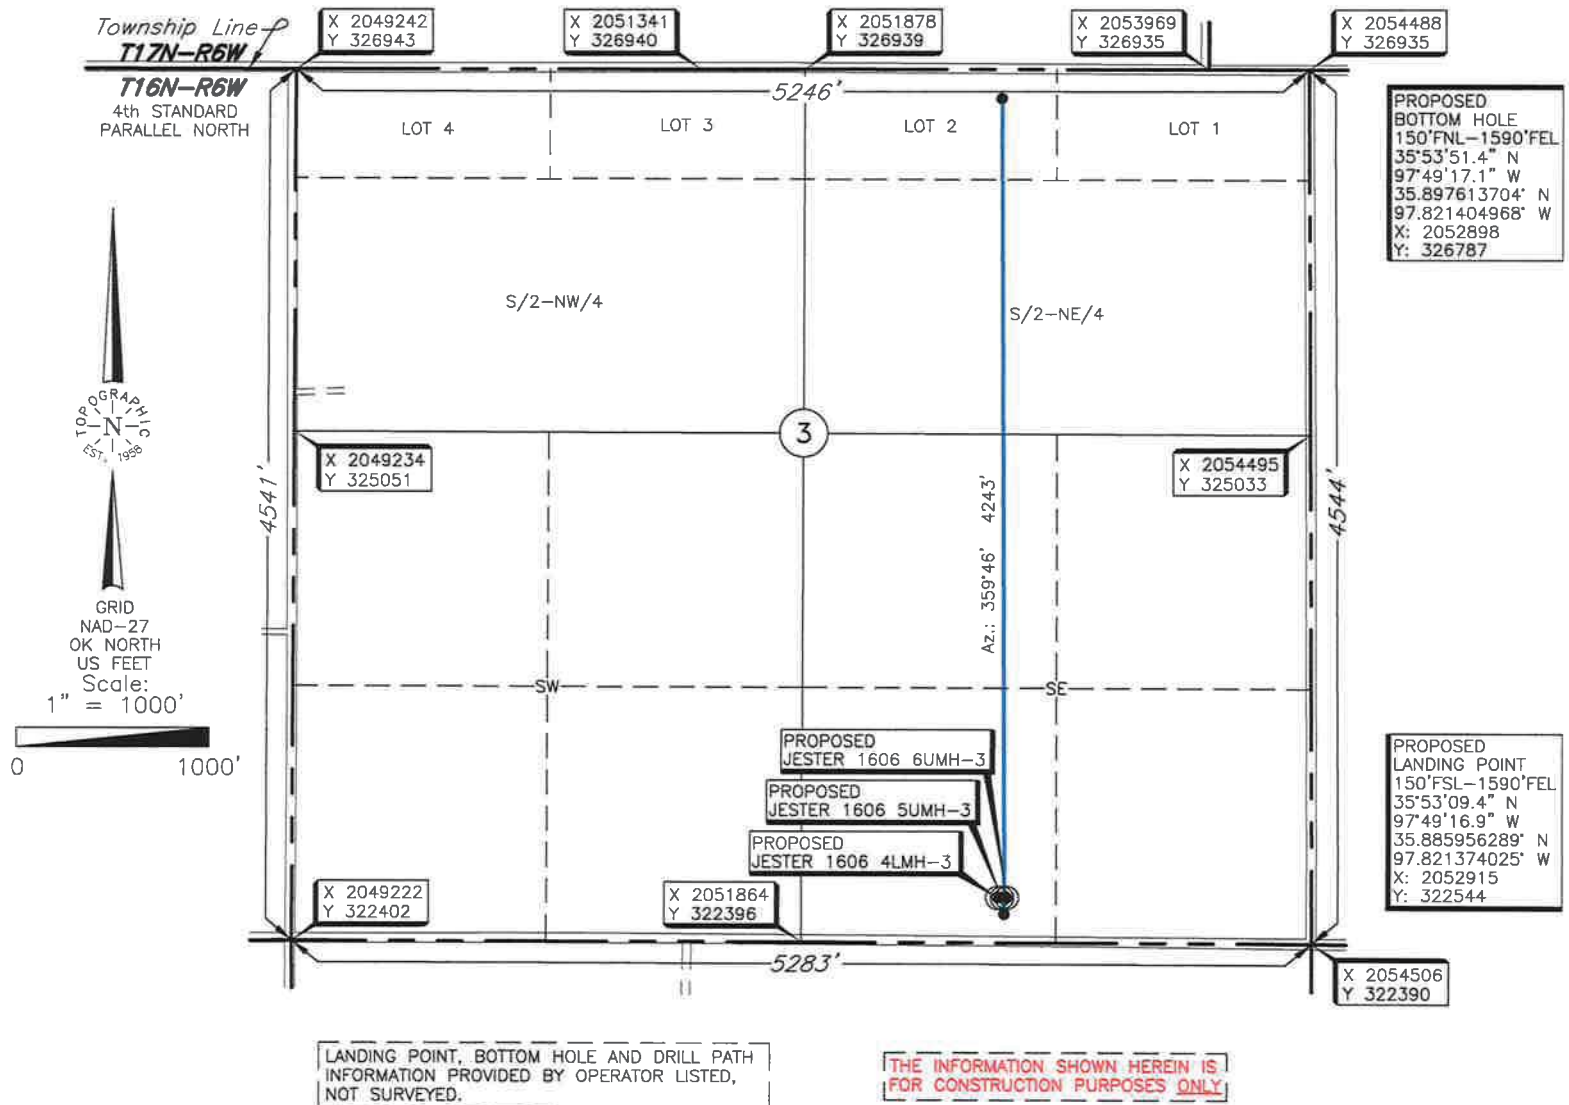 Township Line
T17N-R6W
T16N-R6W
4th STANDARD
PARALLEL NORTH
X 2049242
Y 326943
X 2051341
Y 326940
X 2051878
Y 326939
X 2053969
Y 326935
X 2054488
Y 326935
5246'
LOT 4
LOT 3
LOT 2
LOT 1
PROPOSED
BOTTOM HOLE
150'FNL-1590'FEL
35°53'51.4" N
97°49'17.1" W
35.897613704° N
97.821404968° W
X: 2052898
Y: 326787
S/2-NW/4
S/2-NE/4
TOPOGRAPHIC
N
EST. 1958
3
X 2049234
Y 325051
X 2054495
Y 325033
4541'
4544'
Az.: 359°46' 4243'
GRID
NAD-27
OK NORTH
US FEET
Scale:
1" = 1000'
0 1000'
SW
SE
PROPOSED
JESTER 1606 6UMH-3
PROPOSED
JESTER 1606 5UMH-3
PROPOSED
JESTER 1606 4LMH-3
PROPOSED
LANDING POINT
150'FSL-1590'FEL
35°53'09.4" N
97°49'16.9" W
35.885956289° N
97.821374025° W
X: 2052915
Y: 322544
X 2049222
Y 322402
X 2051864
Y 322396
5283'
X 2054506
Y 322390
LANDING POINT, BOTTOM HOLE AND DRILL PATH
INFORMATION PROVIDED BY OPERATOR LISTED,
NOT SURVEYED.
THE INFORMATION SHOWN HEREIN IS
FOR CONSTRUCTION PURPOSES ONLY